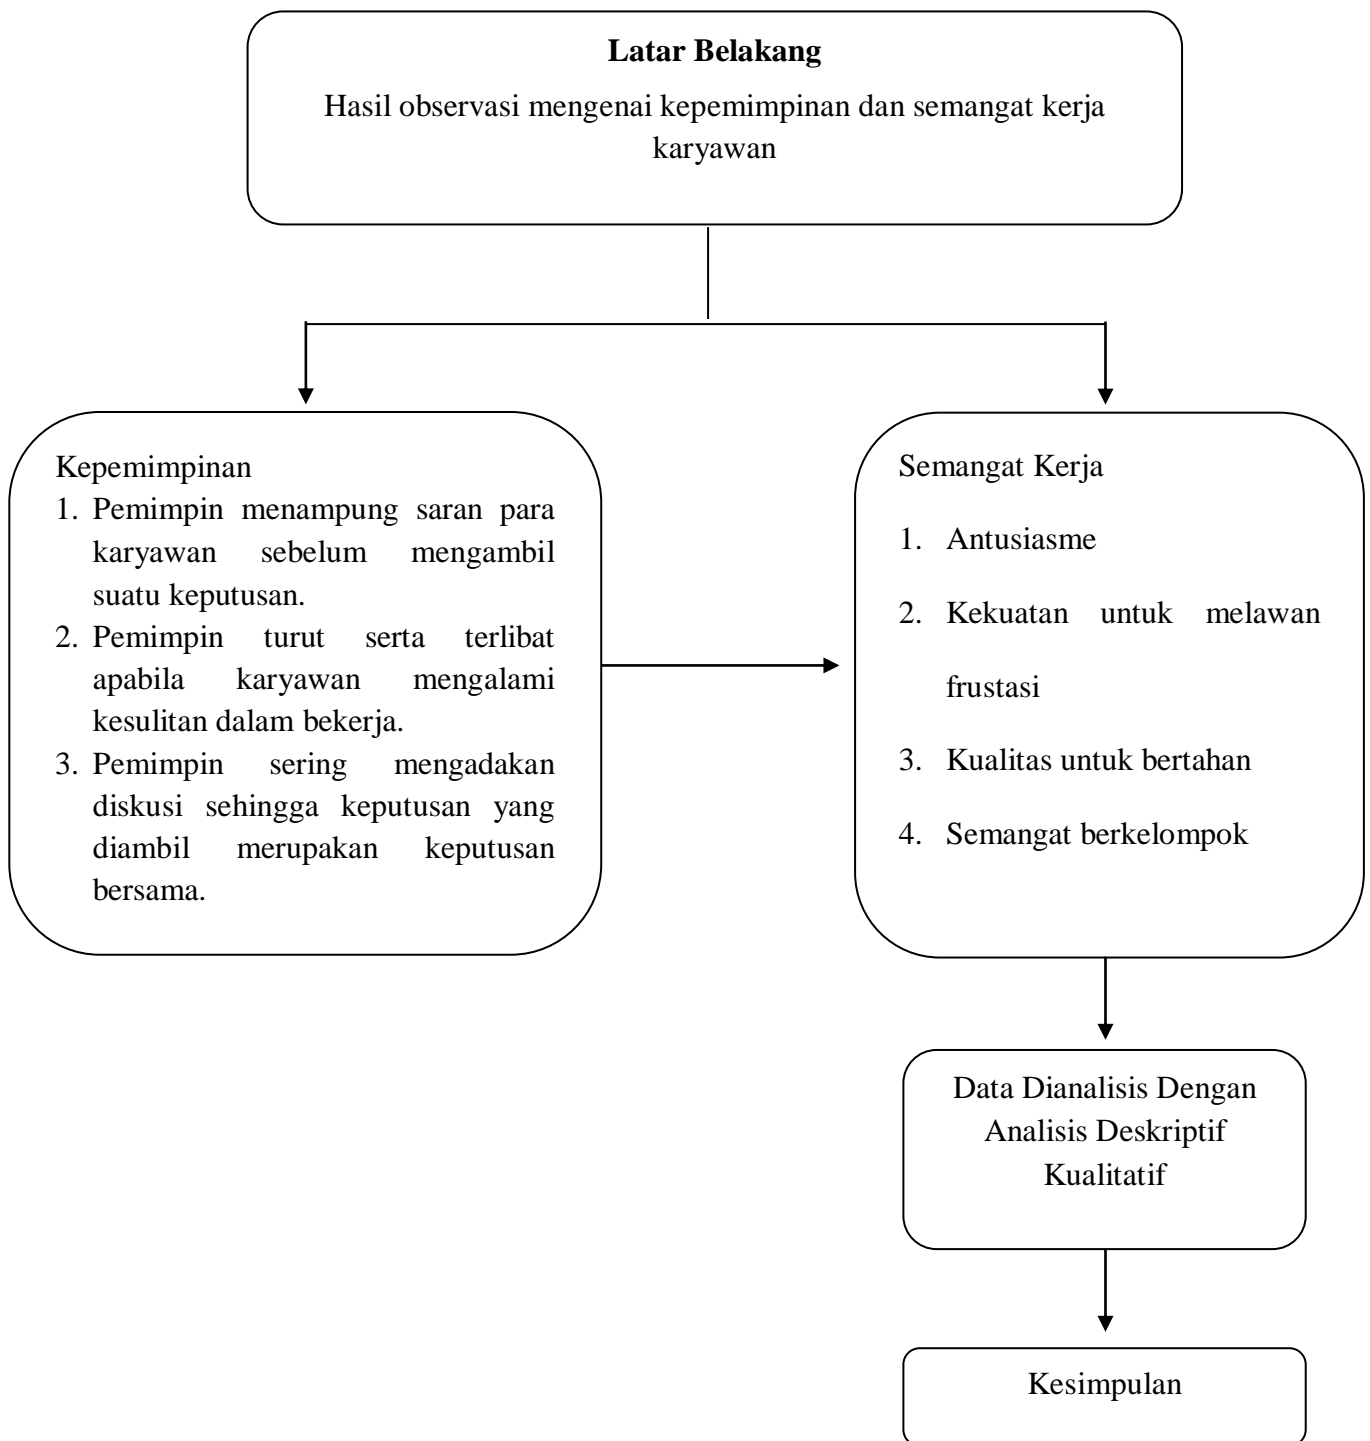 Latar Belakang
Hasil observasi mengenai kepemimpinan dan semangat kerja
karyawan
Kepemimpinan
1. Pemimpin menampung saran para
karyawan sebelum mengambil
suatu keputusan.
2. Pemimpin turut serta terlibat
apabila karyawan mengalami
kesulitan dalam bekerja.
3. Pemimpin sering mengadakan
diskusi sehingga keputusan yang
diambil merupakan keputusan
bersama.
Semangat Kerja
1. Antusiasme
2. Kekuatan untuk melawan
frustasi
3. Kualitas untuk bertahan
4. Semangat berkelompok
Data Dianalisis Dengan
Analisis Deskriptif
Kualitatif
Kesimpulan